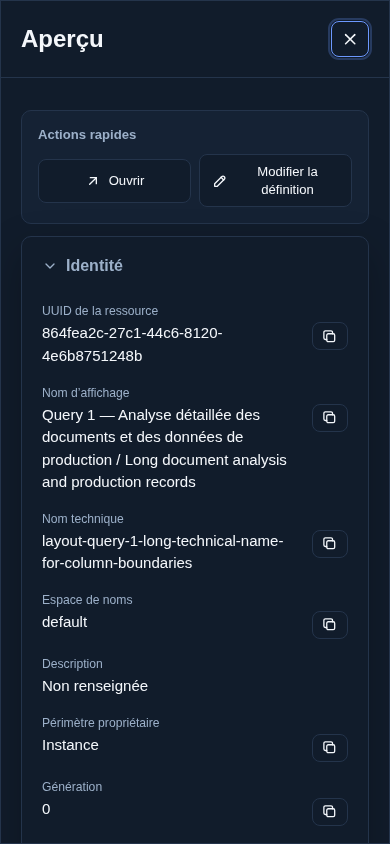 Aperçu
Actions rapides
Ouvrir
Modifier la
définition
Identité
UUID de la ressource
864fea2c-27c1-44c6-8120-
4e6b8751248b
Nom d’affichage
Query 1 — Analyse détaillée des
documents et des données de
production / Long document analysis
and production records
Nom technique
layout-query-1-long-technical-name-
for-column-boundaries
Espace de noms
default
Description
Non renseignée
Périmètre propriétaire
Instance
Génération
0